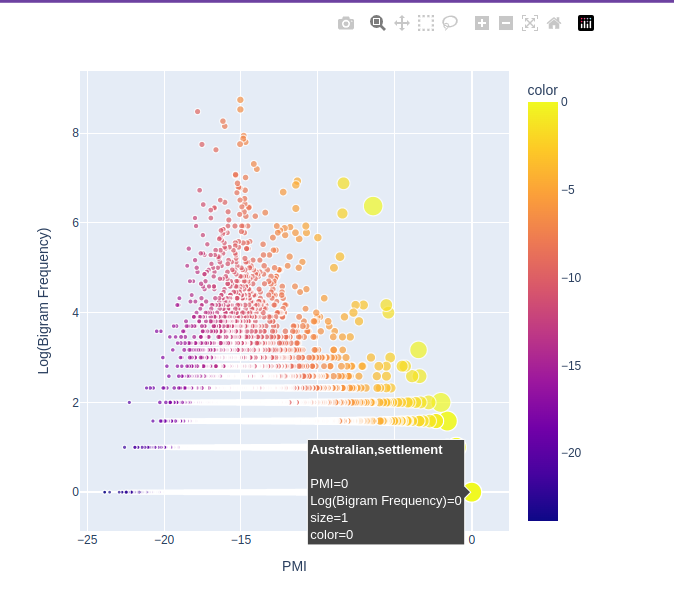 color
0
−5
−10
−15
−20
8
6
4
2
0
Log(Bigram Frequency)
Australian,settlement
PMI=0
Log(Bigram Frequency)=0
size=1
color=0
−25
−20
−15
0
PMI